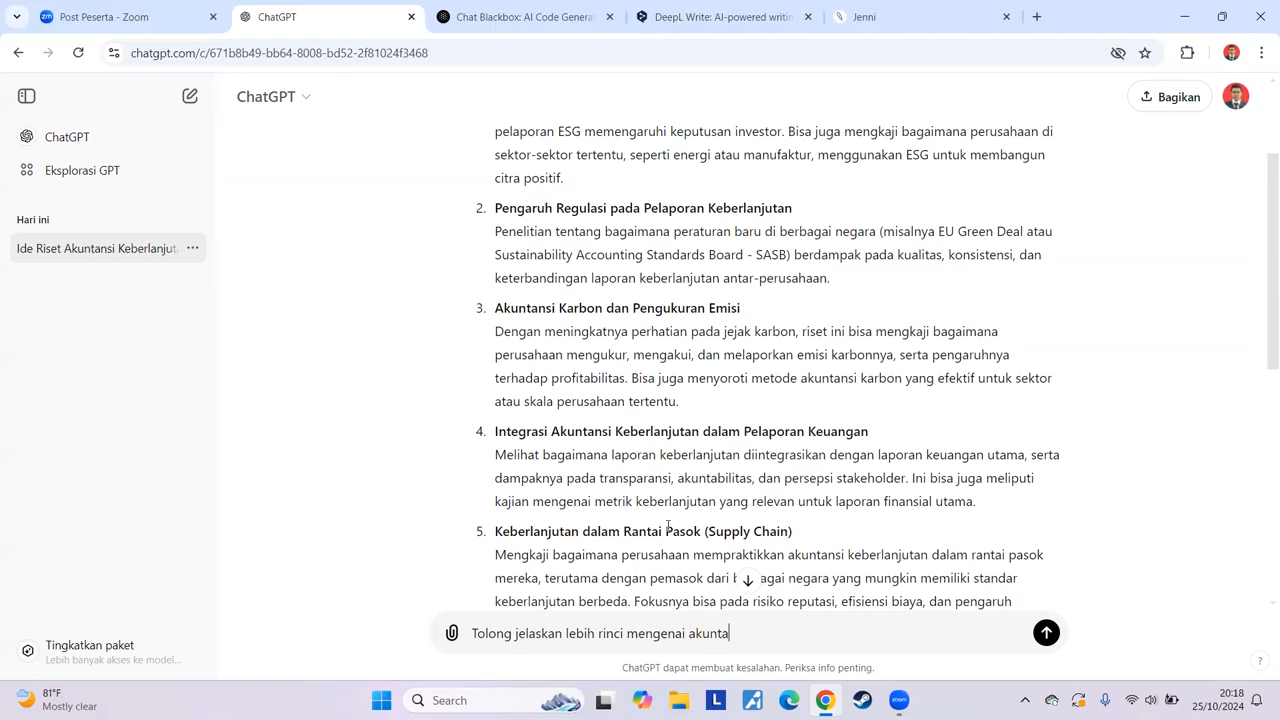 Post Peserta - Zoom
ChatGPT
Chat Blackbox: AI Code Genera
DeepL Write: AI-powered writin
Jenni
chatgpt.com/c/671b8b49-bb64-8008-bd52-2f81024f3468
ChatGPT
Bagikan
ChatGPT
Eksplorasi GPT
Hari ini
Ide Riset Akuntansi Keberlanjut
pelaporan ESG memengaruhi keputusan investor. Bisa juga mengkaji bagaimana perusahaan di
sektor-sektor tertentu, seperti energi atau manufaktur, menggunakan ESG untuk membangun
citra positif.
2. Pengaruh Regulasi pada Pelaporan Keberlanjutan
Penelitian tentang bagaimana peraturan baru di berbagai negara (misalnya EU Green Deal atau
Sustainability Accounting Standards Board - SASB) berdampak pada kualitas, konsistensi, dan
keterbandingan laporan keberlanjutan antar-perusahaan.
3. Akuntansi Karbon dan Pengukuran Emisi
Dengan meningkatnya perhatian pada jejak karbon, riset ini bisa mengkaji bagaimana
perusahaan mengukur, mengakui, dan melaporkan emisi karbonnya, serta pengaruhnya
terhadap profitabilitas. Bisa juga menyoroti metode akuntansi karbon yang efektif untuk sektor
atau skala perusahaan tertentu.
4. Integrasi Akuntansi Keberlanjutan dalam Pelaporan Keuangan
Melihat bagaimana laporan keberlanjutan diintegrasikan dengan laporan keuangan utama, serta
dampaknya pada transparansi, akuntabilitas, dan persepsi stakeholder. Ini bisa juga meliputi
kajian mengenai metrik keberlanjutan yang relevan untuk laporan finansial utama.
5. Keberlanjutan dalam Rantai Pasok (Supply Chain)
Mengkaji bagaimana perusahaan mempraktikkan akuntansi keberlanjutan dalam rantai pasok
mereka, terutama dengan pemasok dari b agai negara yang mungkin memiliki standar
keberlanjutan berbeda. Fokusnya bisa pada risiko reputasi, efisiensi biaya, dan pengaruh
Tolong jelaskan lebih rinci mengenai akunta
ChatGPT dapat membuat kesalahan. Periksa info penting.
Tingkatkan paket
Lebih banyak akses ke model...
?
81°F
Mostly clear
Search
20:18
25/10/2024